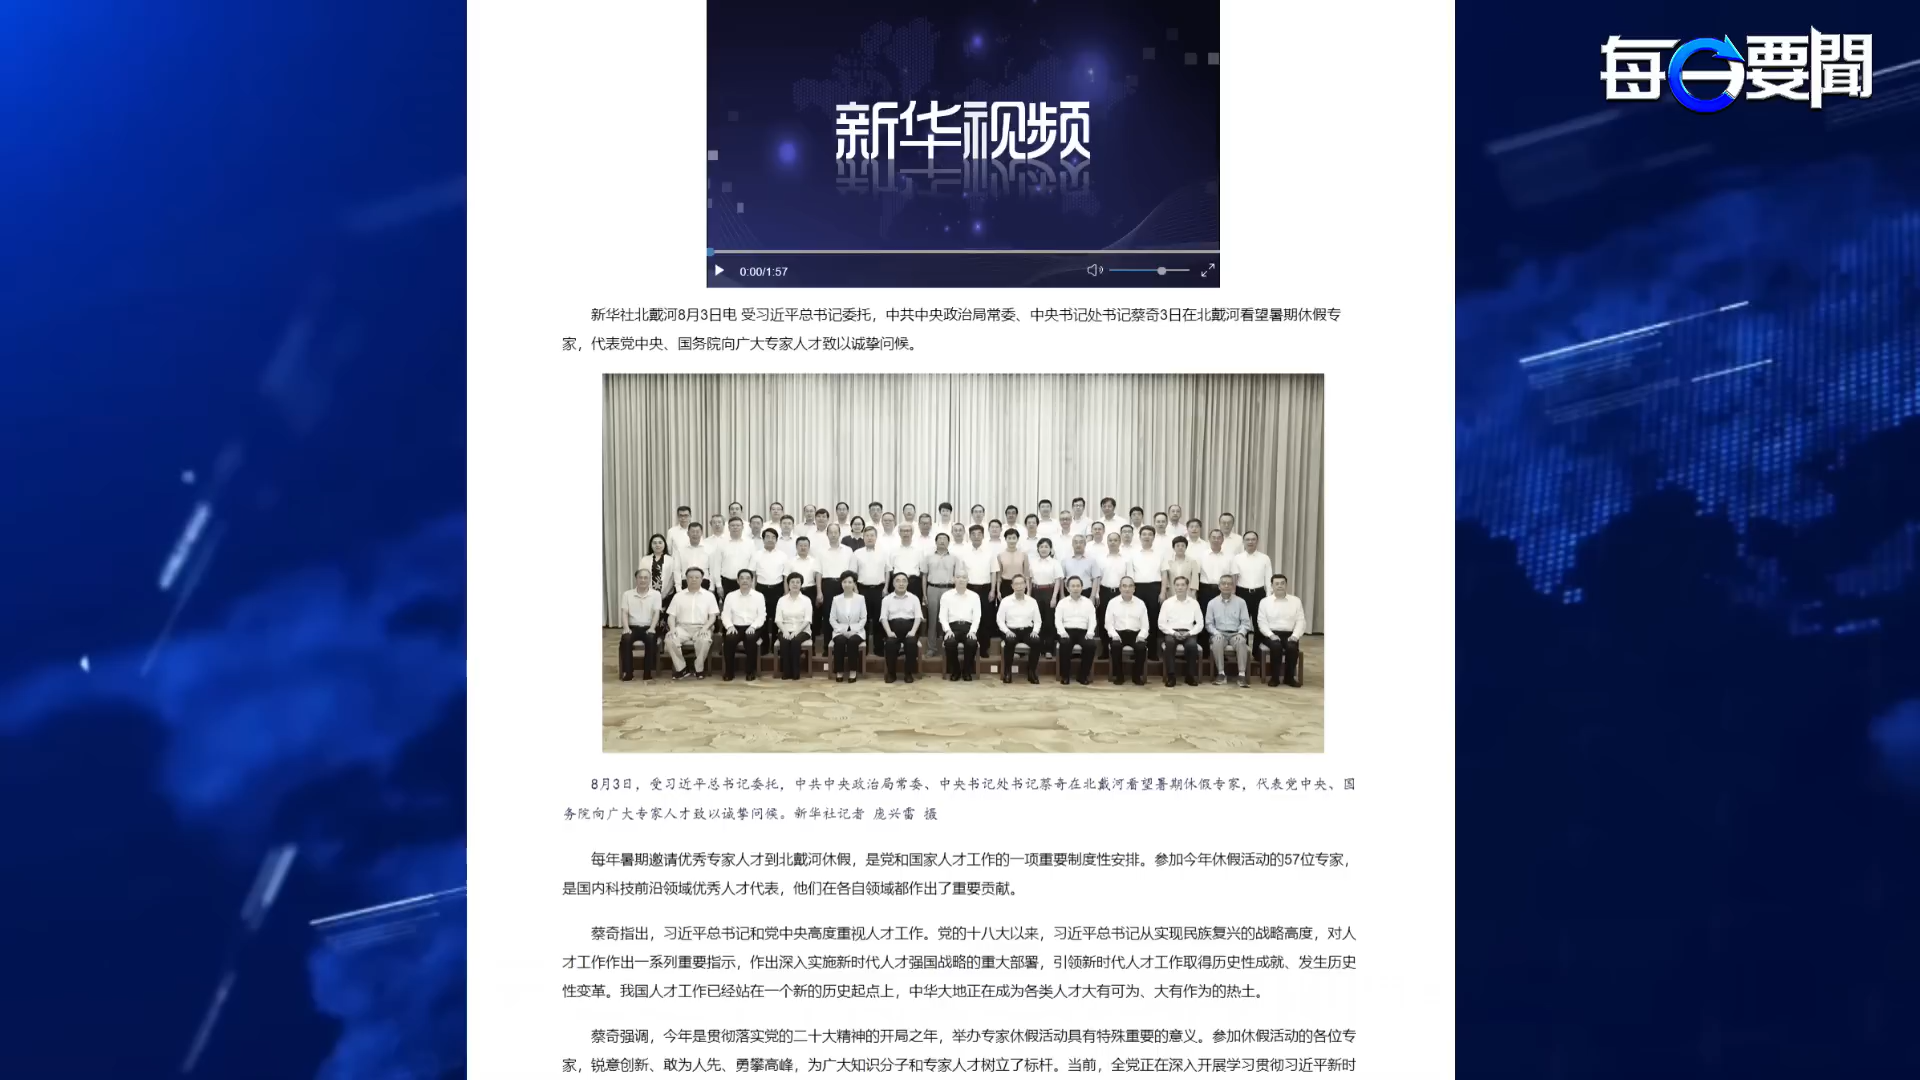 每日要聞
新华视频
0:00/1:57
新华社北戴河8月3日电 受习近平总书记委托，中共中央政治局常委、中央书记处书记蔡奇3日在北戴河看望暑期休假专
家，代表党中央、国务院向广大专家人才致以诚挚问候。
8月3日，受习近平总书记委托，中共中央政治局常委、中央书记处书记蔡奇在北戴河看望暑期休假专家，代表党中央、国
务院向广大专家人才致以诚挚问候。新华社记者 庞兴雷 摄
每年暑期邀请优秀专家人才到北戴河休假，是党和国家人才工作的一项重要制度性安排。参加今年休假活动的57位专家，
是国内科技前沿领域优秀人才代表，他们在各自领域都作出了重要贡献。
蔡奇指出，习近平总书记和党中央高度重视人才工作。党的十八大以来，习近平总书记从实现民族复兴的战略高度，对人
才工作作出一系列重要指示，作出深入实施新时代人才强国战略的重大部署，引领新时代人才工作取得历史性成就、发生历史
性变革。我国人才工作已经站在一个新的历史起点上，中华大地正在成为各类人才大有可为、大有作为的热土。
蔡奇强调，今年是贯彻落实党的二十大精神的开局之年，举办专家休假活动具有特殊重要的意义。参加休假活动的各位专
家，锐意创新、敢为人先、勇攀高峰，为广大知识分子和专家人才树立了标杆。当前，全党正在深入开展学习贯彻习近平新时